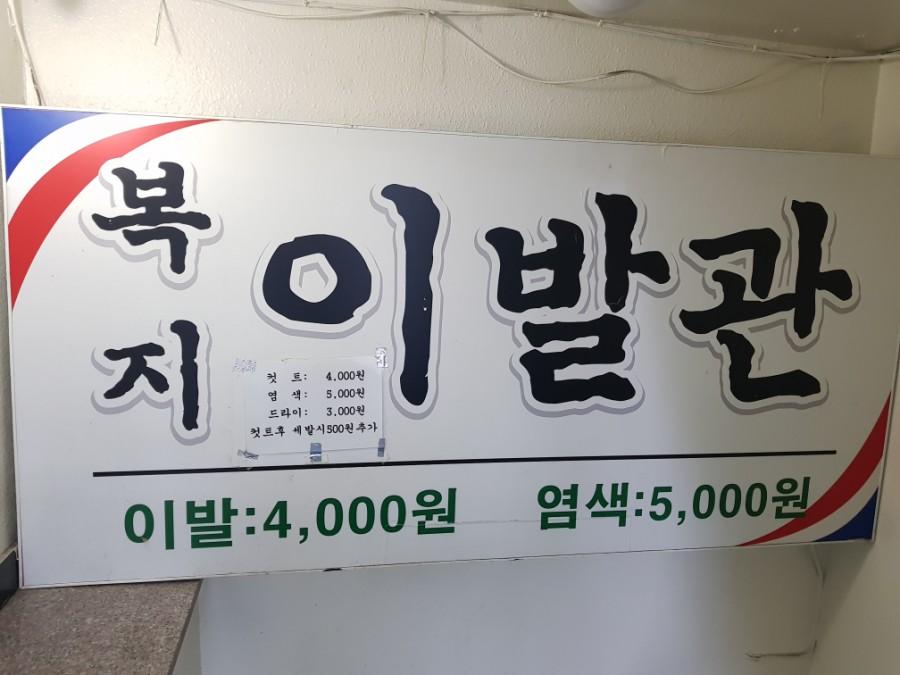 복지 이발관
컷 트: 4.000원
염 색: 5.000원
드라이: 3.000원
컷트후 세발시500원추가
이발:4,000원 염색:5,000원